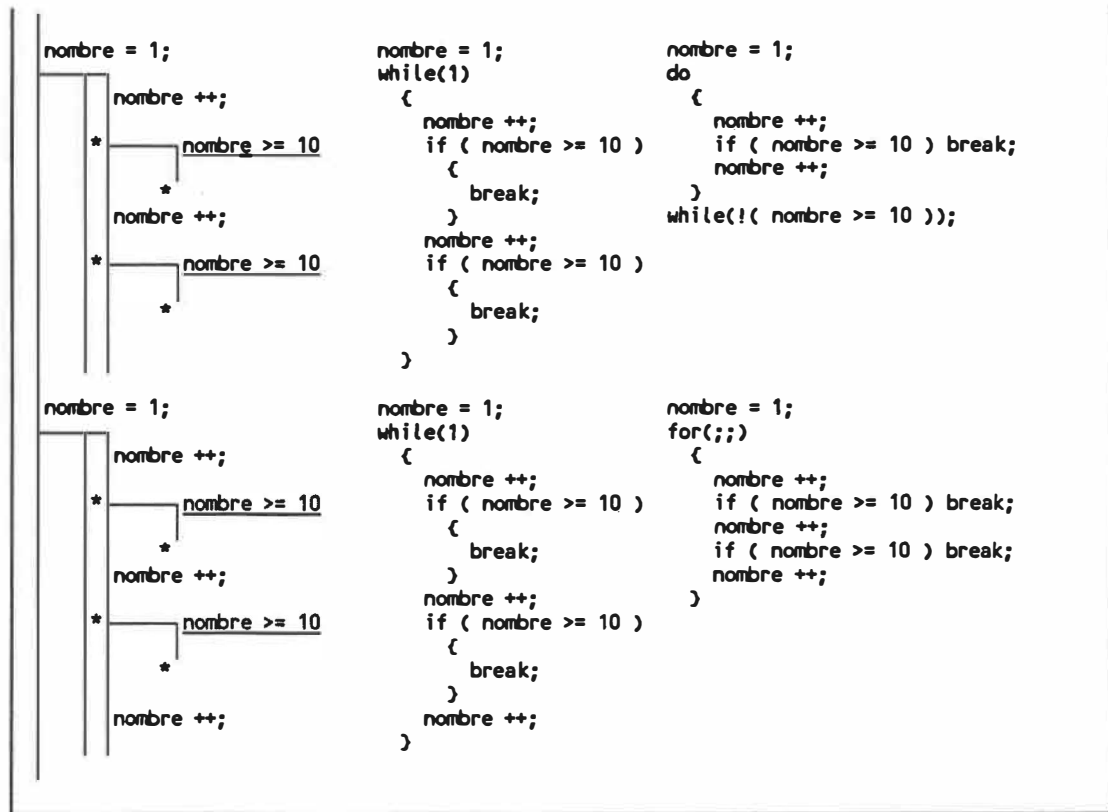 nombre = 1;
nombre ++;
* nombre >= 10
*
nombre ++;
* nombre >= 10
*
nombre = 1;
while(1)
{
nombre ++;
if ( nombre >= 10 )
{
break;
}
nombre ++;
if ( nombre >= 10 )
{
break;
}
}
nombre = 1;
do
{
nombre ++;
if ( nombre >= 10 ) break;
nombre ++;
}
while(!( nombre >= 10 ));
nombre = 1;
nombre ++;
* nombre >= 10
*
nombre ++;
* nombre >= 10
*
nombre ++;
nombre = 1;
while(1)
{
nombre ++;
if ( nombre >= 10 )
{
break;
}
nombre ++;
if ( nombre >= 10 )
{
break;
}
nombre ++;
}
nombre = 1;
for(;;)
{
nombre ++;
if ( nombre >= 10 ) break;
nombre ++;
if ( nombre >= 10 ) break;
nombre ++;
}